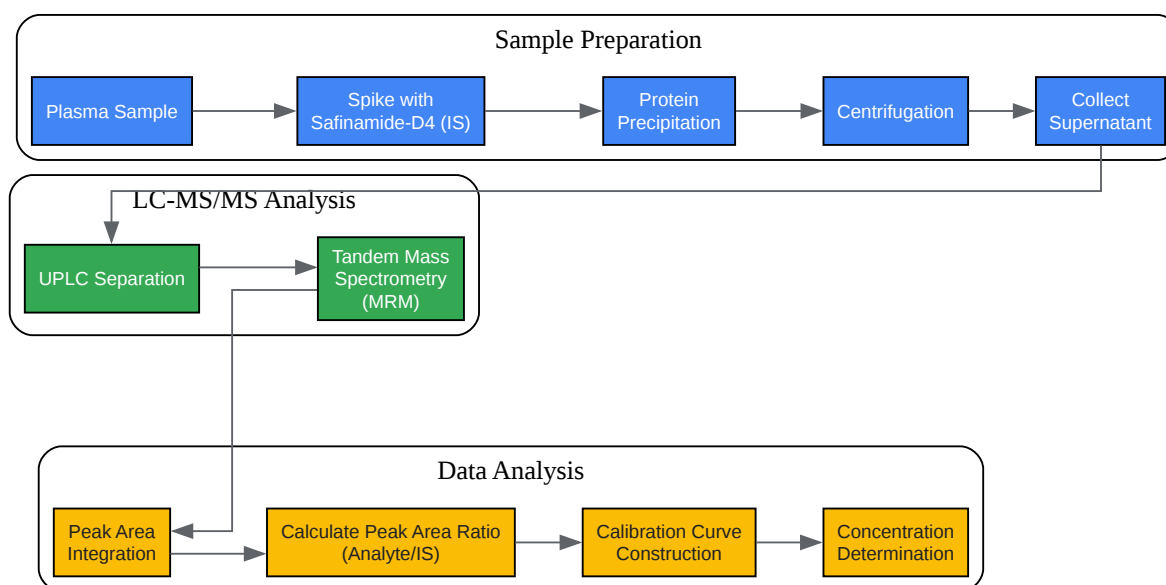 Sample Preparation
Plasma Sample
Spike with
Safinamide-D4 (IS)
Protein
Precipitation
Centrifugation
Collect
Supernatant
LC-MS/MS Analysis
UPLC Separation
Tandem Mass
Spectrometry
(MRM)
Data Analysis
Peak Area
Integration
Calculate Peak Area Ratio
(Analyte/IS)
Calibration Curve
Construction
Concentration
Determination